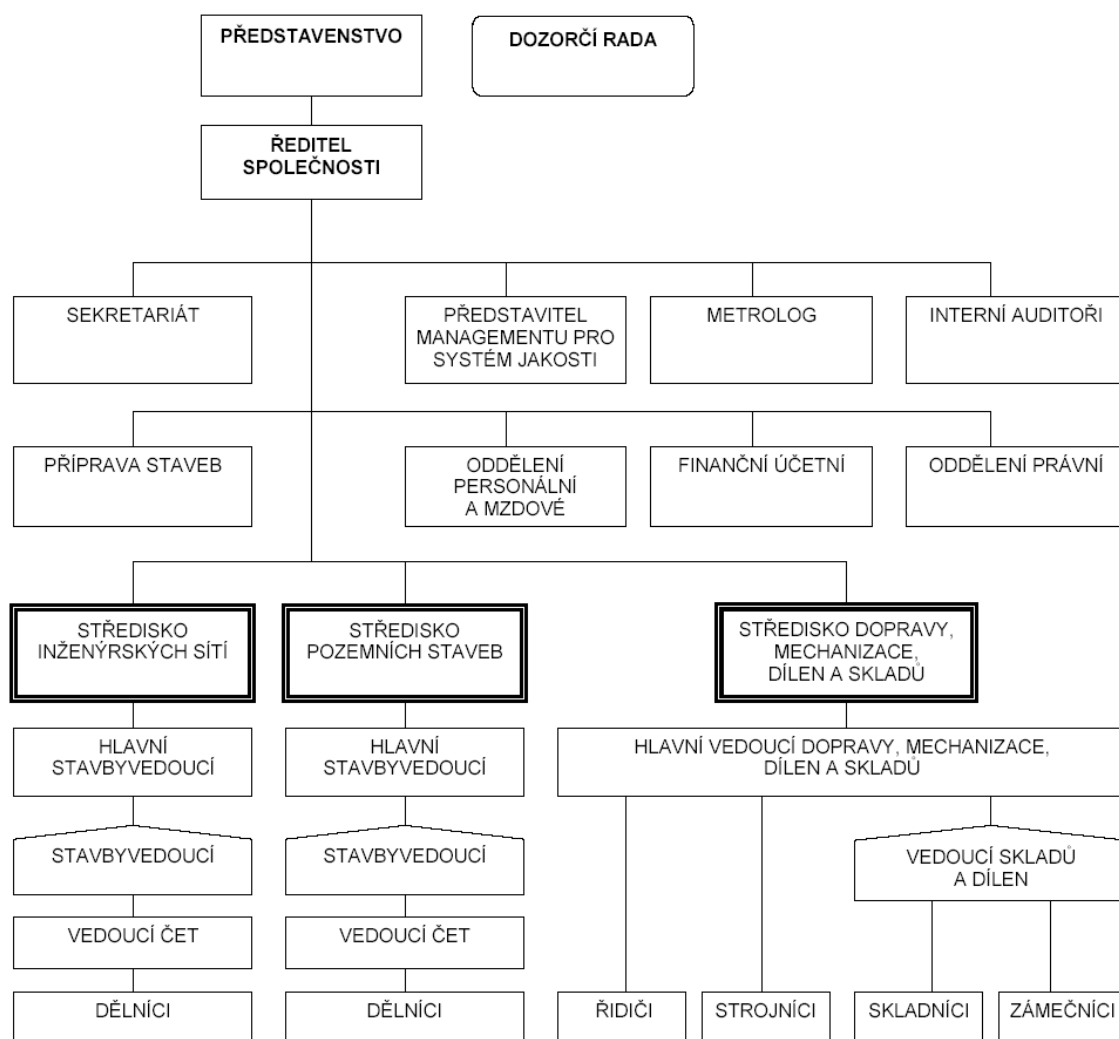 PŘEDSTAVENSTVO
DOZORČÍ RADA
ŘEDITEL
SPOLEČNOSTI
SEKRETARIÁT
PŘEDSTAVITEL
MANAGEMENTU PRO
SYSTÉM JAKOSTI
METROLOG
INTERNÍ AUDITOŘI
PŘÍPRAVA STAVEB
ODDĚLENÍ
PERSONÁLNÍ
A MZDOVÉ
FINANČNÍ ÚČETNÍ
ODDĚLENÍ PRÁVNÍ
STŘEDISKO
INŽENÝRSKÝCH SÍTÍ
STŘEDISKO
POZEMNÍCH STAVEB
STŘEDISKO DOPRAVY,
MECHANIZACE,
DÍLEN A SKLADŮ
HLAVNÍ
STAVBYVEDOUCÍ
HLAVNÍ
STAVBYVEDOUCÍ
HLAVNÍ VEDOUCÍ DOPRAVY, MECHANIZACE,
DÍLEN A SKLADŮ
STAVBYVEDOUCÍ
STAVBYVEDOUCÍ
VEDOUCÍ SKLADŮ
A DÍLEN
VEDOUCÍ ČET
VEDOUCÍ ČET
DĚLNÍCI
DĚLNÍCI
ŘIDIČI
STROJNÍCI
SKLADNÍCI
ZÁMEČNÍCI